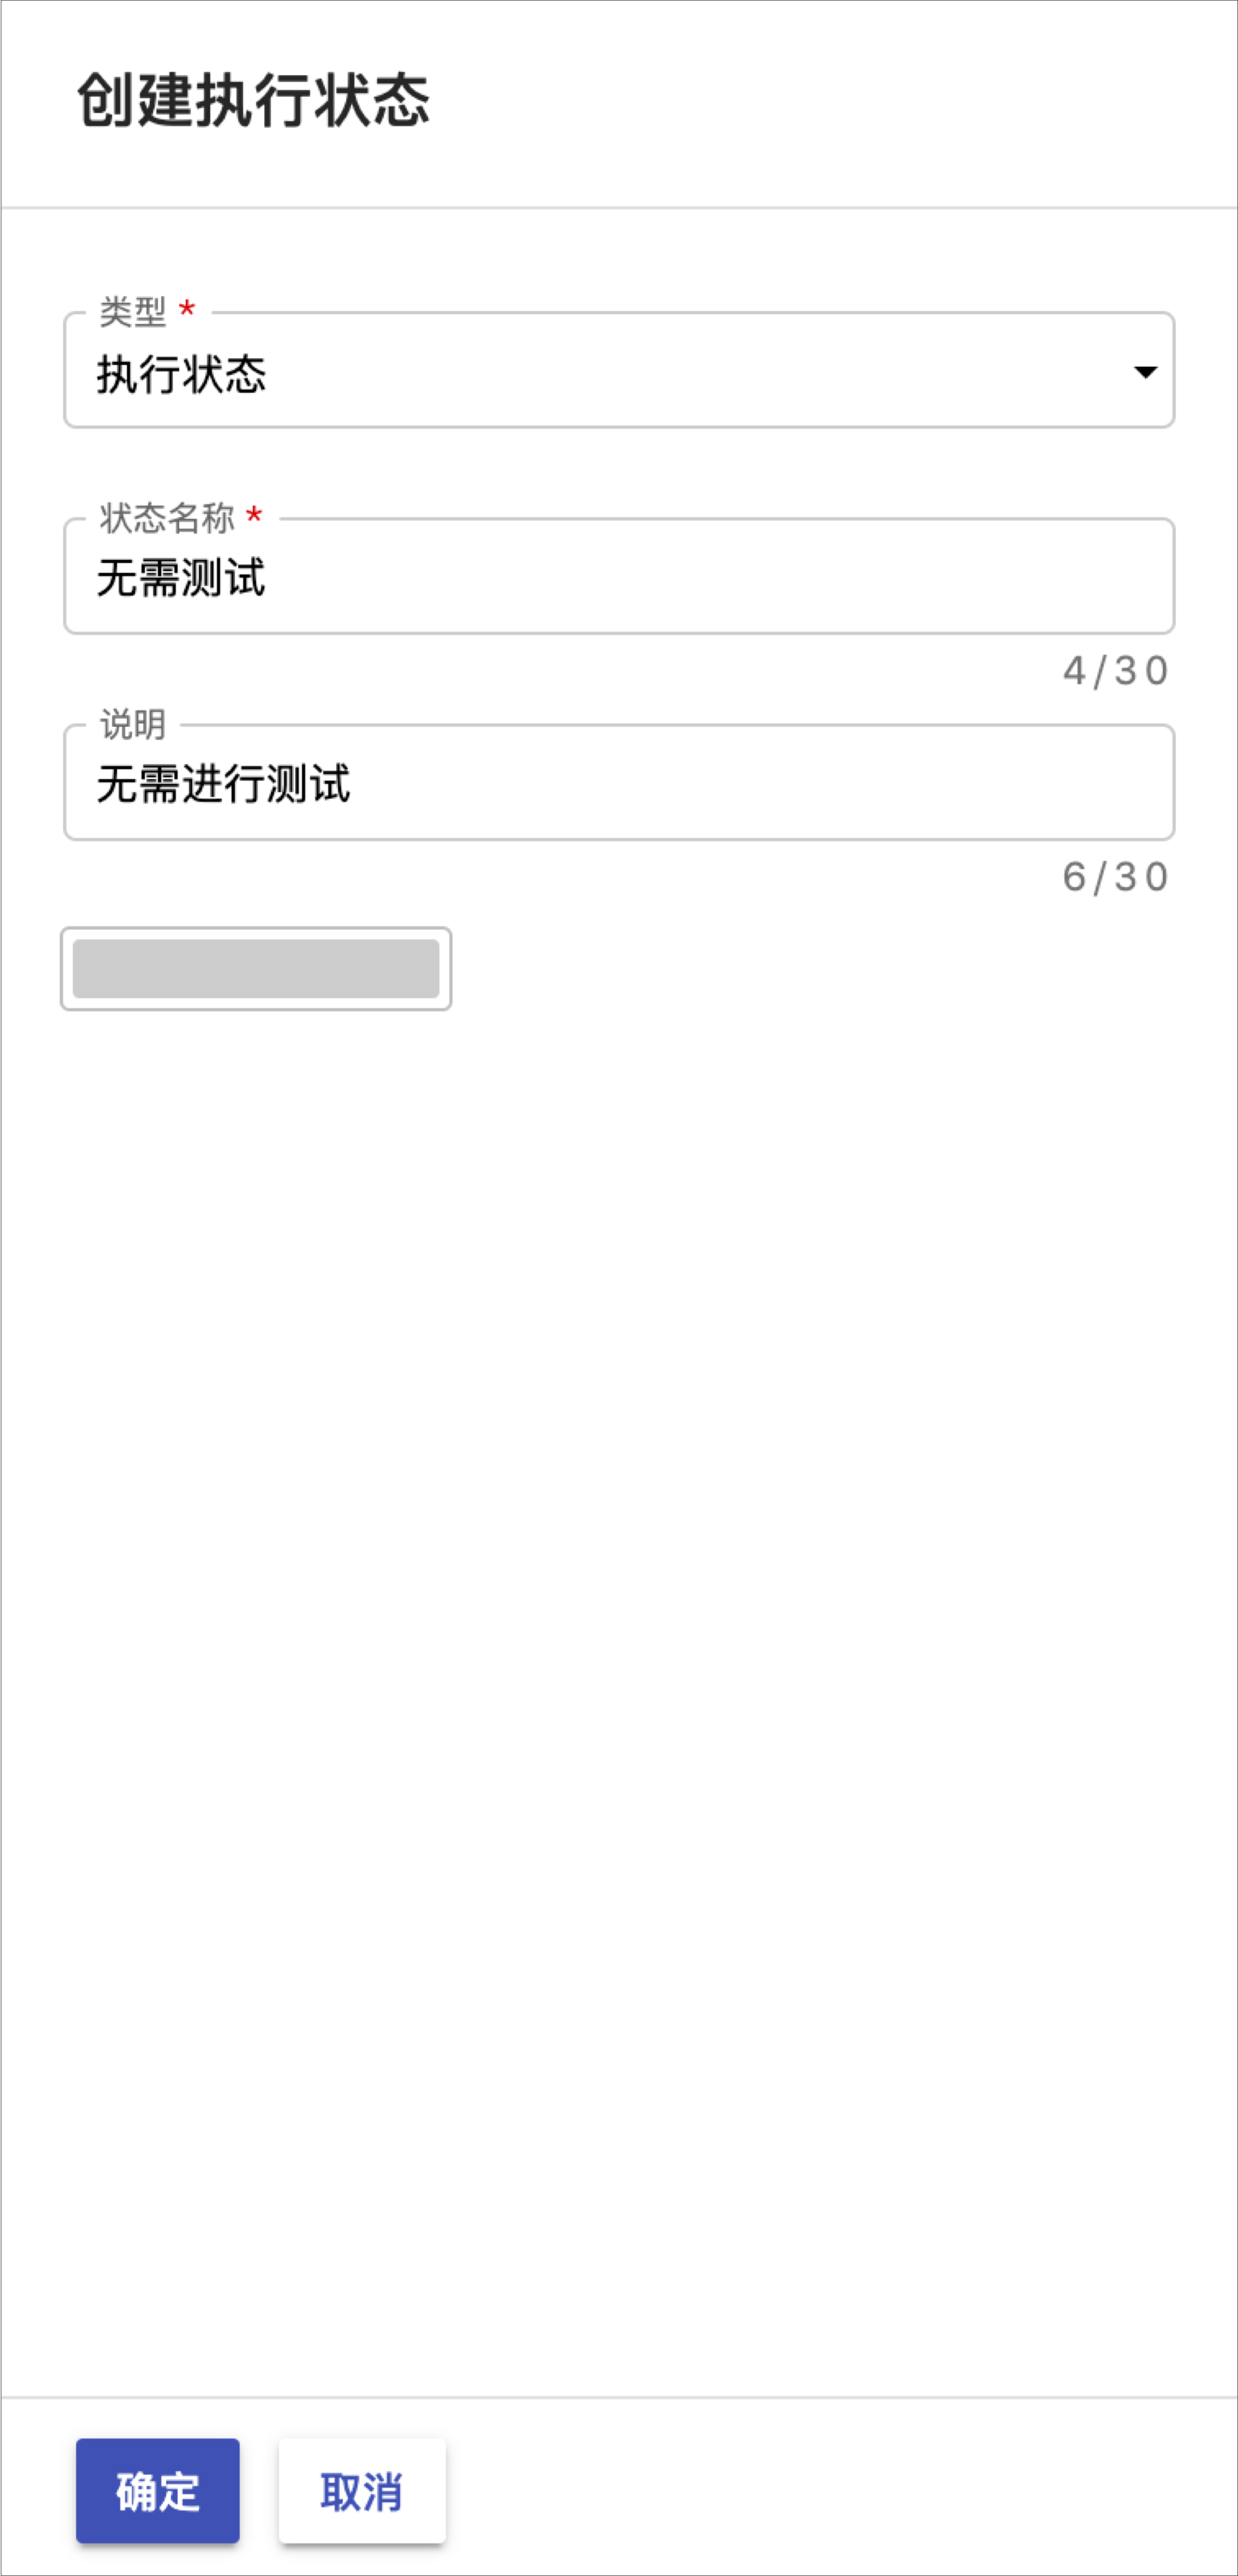 创建执行状态
类型 *
执行状态
状态名称 *
无需测试
4/30
说明
无需进行测试
6/30
确定 取消